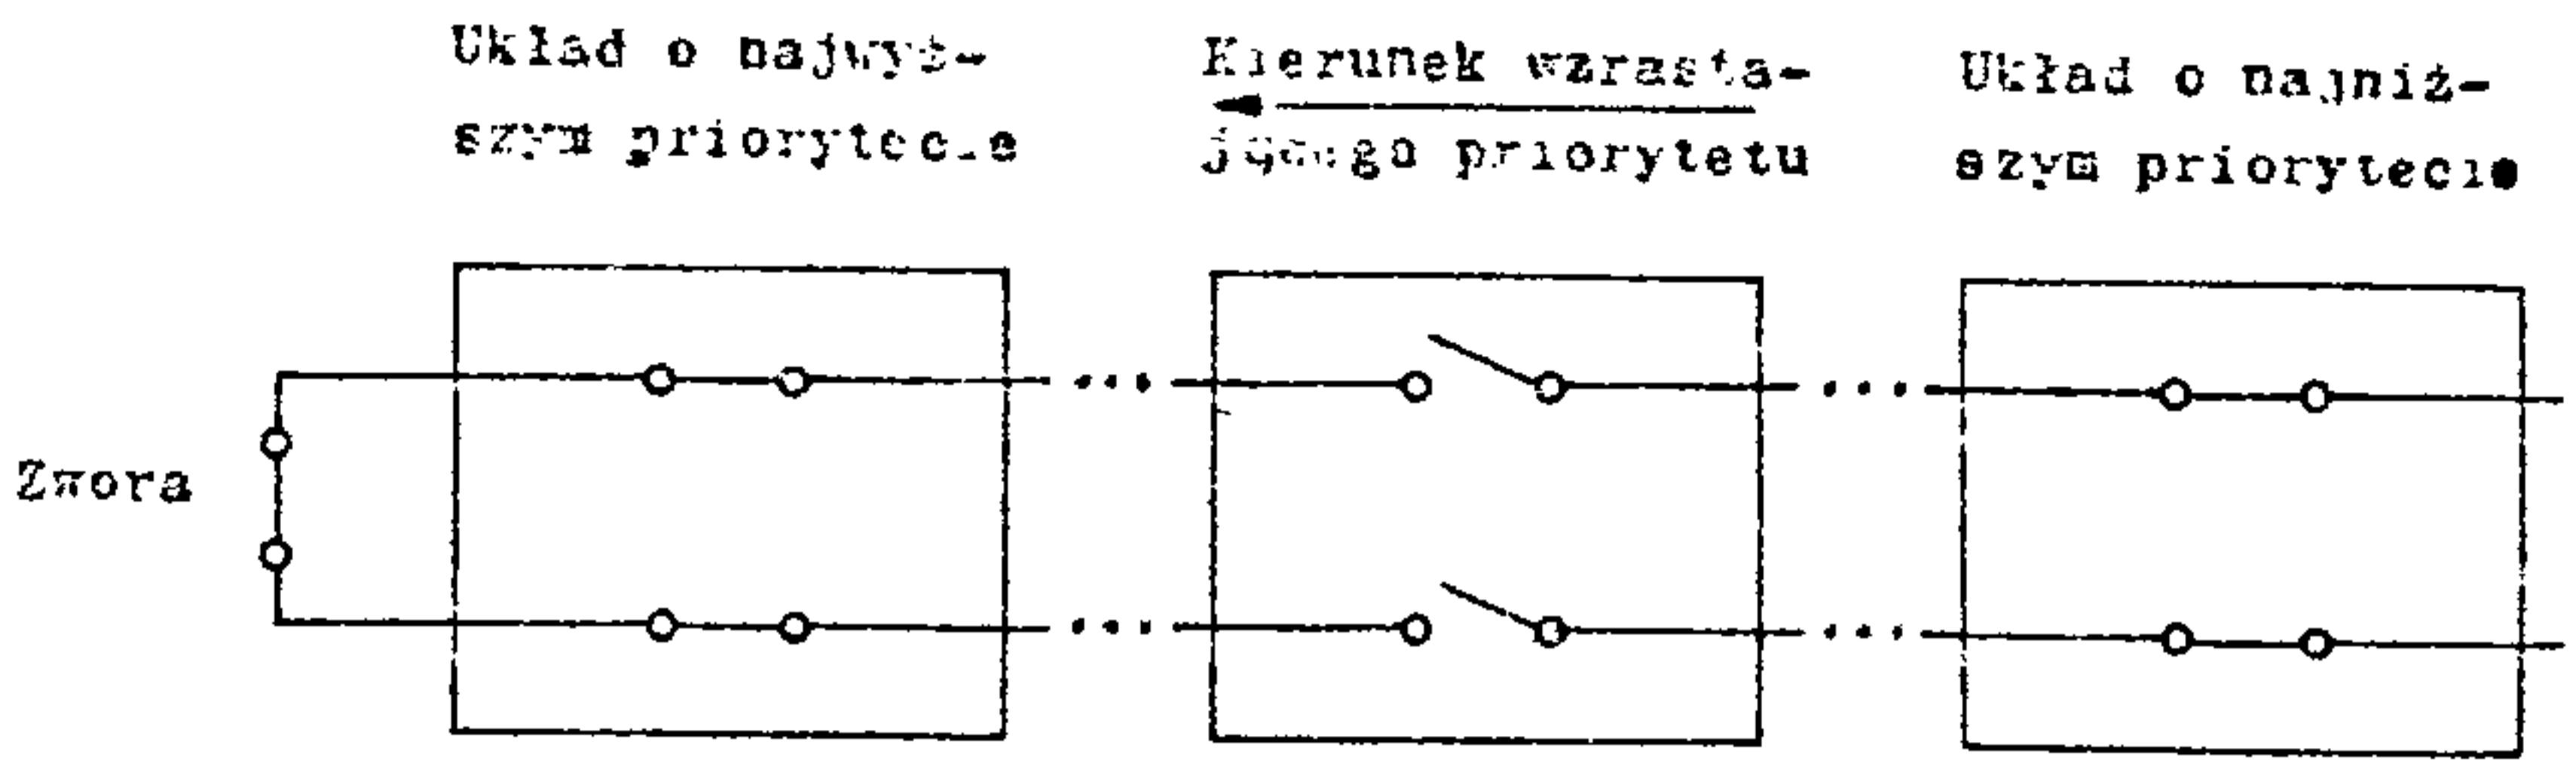 Układ o najwyż-
szym priorytecie
Kierunek wzrasta-
jącego priorytetu
Układ o najniż-
szym priorytecie
Zwora